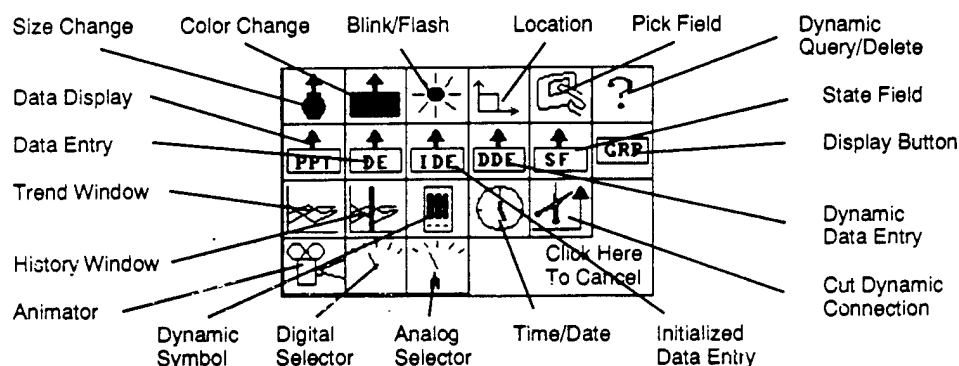 Size Change
Color Change
Blink/Flash
Location
Pick Field
Dynamic
Query/Delete
Data Display
State Field
Data Entry
PPT
DE
IDE
DDE
SF
GRP
Display Button
Trend Window
Dynamic
Data Entry
History Window
Click Here
To Cancel
Cut Dynamic
Connection
Animator
A
Dynamic
Symbol
Digital
Selector
Analog
Selector
Time/Date
Initialized
Data Entry